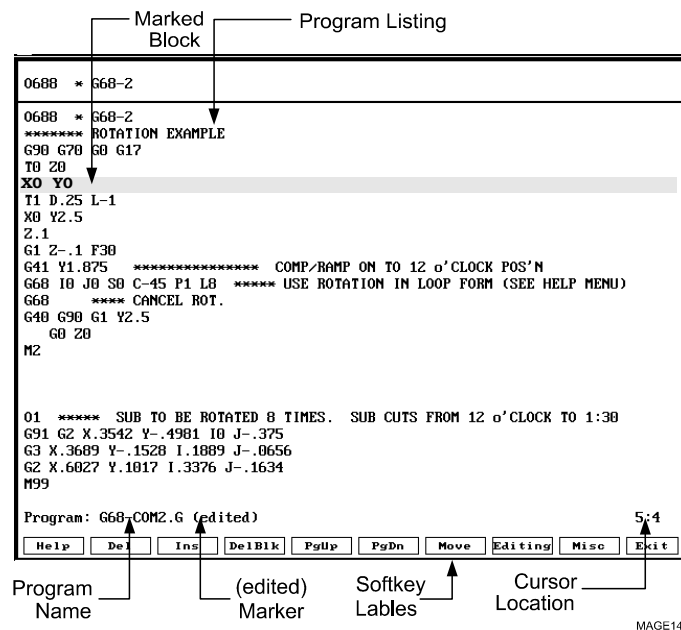 Marked
Block
Program Listing
O688 * G68-2
O688 * G68-2
******* ROTATION EXAMPLE
G90 G70 G0 G17
T0 Z0
X0 Y0
T1 D.25 L-1
X0 Y2.5
Z.1
G1 Z-.1 F30
G41 Y1.875 *************** COMP/RAMP ON TO 12 o'CLOCK POS'N
G68 I0 J0 S0 C-45 P1 L8 ***** USE ROTATION IN LOOP FORM (SEE HELP MENU)
G68 **** CANCEL ROT.
G40 G90 G1 Y2.5
G0 Z0
M2
O1 ***** SUB TO BE ROTATED 8 TIMES. SUB CUTS FROM 12 o'CLOCK TO 1:30
G91 G2 X.3542 Y-.4981 I0 J-.375
G3 X.3689 Y-.1528 I.1889 J-.0656
G2 X.6027 Y.1017 I.3376 J-.1634
M99
Program: G68-COM2.G (edited) 5:4
Help Del Ins DelBlk PgUp PgDn Move Editing Misc Exit
Program
Name
(edited)
Marker
Softkey
Lables
Cursor
Location
MAGE14